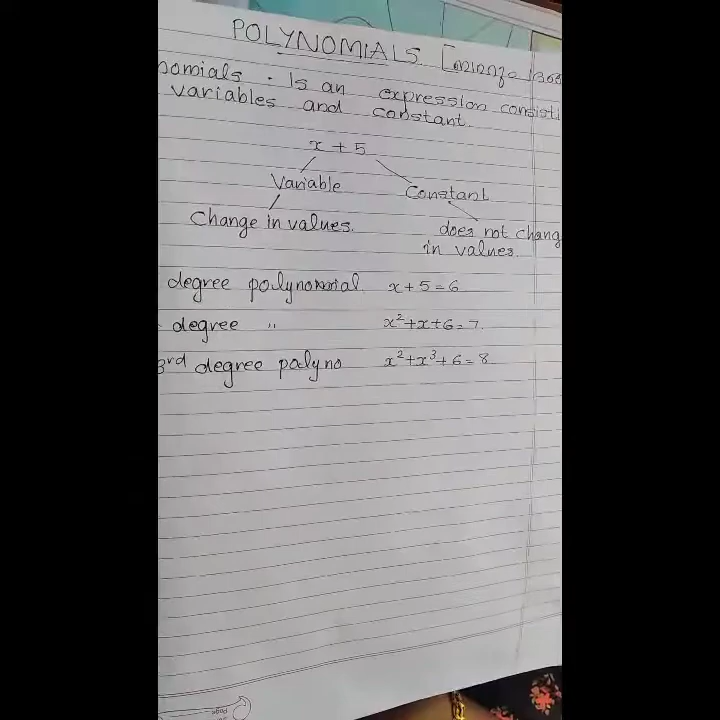 POLYNOMIALS
nomials. Is an expression consisti
variables and constant
x + 5
Variable Constant
Change in values. does not chang
in values.
degree polynomial x + 5 = 6
degree " x² + x + 6 = 7.
3rd degree polyno x² + x³ + 6 = 8